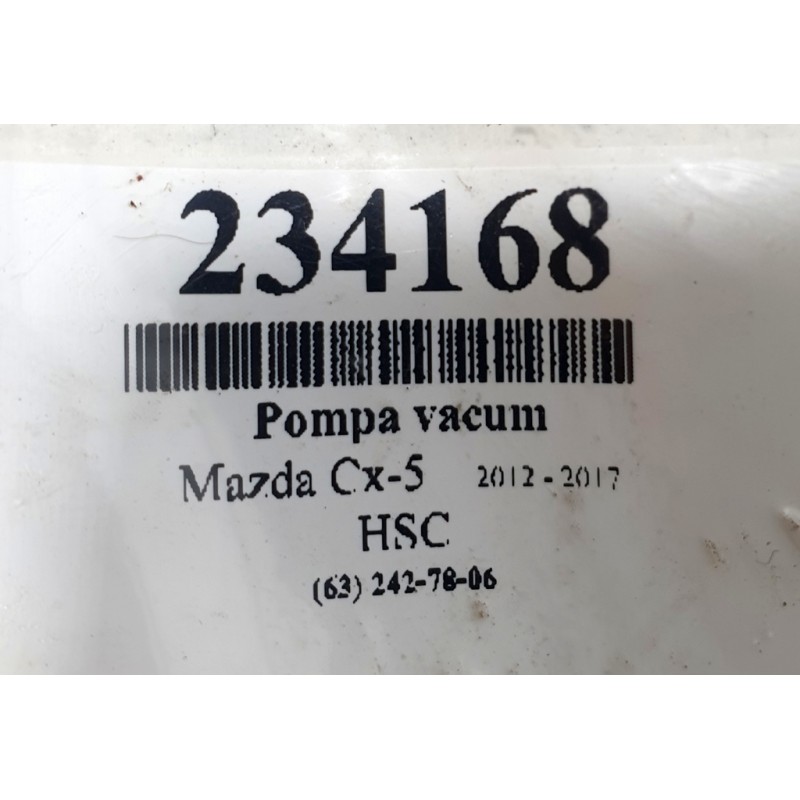 234168
Pompa vacum
Mazda Cx-5 2012 - 2017
HSC
(63) 242-78-06